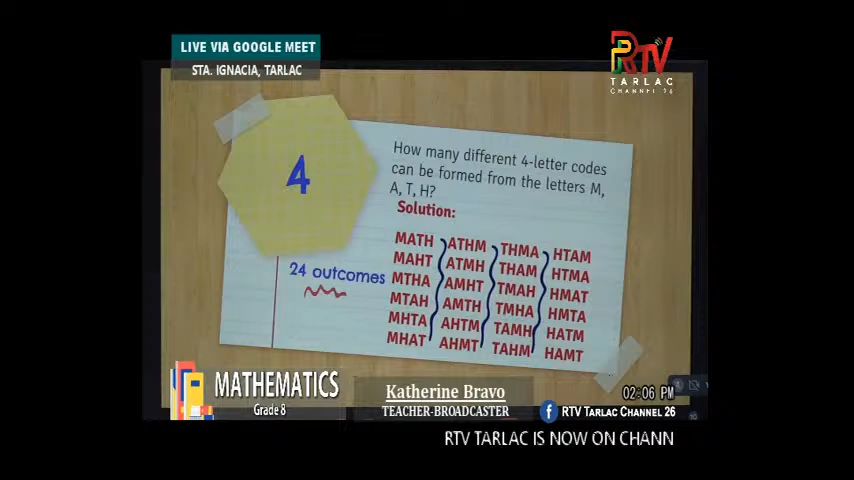 LIVE VIA GOOGLE MEET
STA. IGNACIA, TARLAC
RTV
TARLAC
CHANNEL 26
4
How many different 4-letter codes
can be formed from the letters M,
A, T, H?
Solution:
24 outcomes
MATH ATHM THMA HTAM
MAHT ATMH THAM HTMA
MTHA AMHT TMAH HMAT
MTAH AMTH TMHA HMTA
MHTA AHTM TAMH HATM
MHAT AHMT TAHM HAMT
MATHEMATICS
Grade 8
Katherine Bravo
TEACHER-BROADCASTER
RTV TARLAC CHANNEL 26
02:06 PM
RTV TARLAC IS NOW ON CHANN